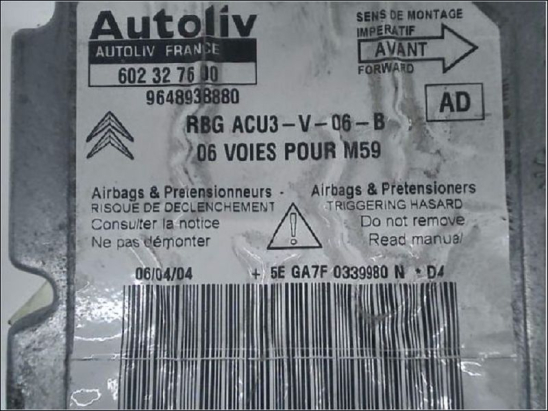 Autoliv
AUTOLIV FRANCE
602 32 76 00
9648938880
SENS DE MONTAGE
IMPERATIF
AVANT
FORWARD
AD
RBG ACU3-V-06-B
06 VOIES POUR M59
Airbags & Pretensionneurs -
RISQUE DE DECLENCHEMENT
Consulter la notice
Ne pas démonter
Airbags & Pretensioners
TRIGGERING HASARD
Do not remove
Read manual
06/04/04 + 5E GA7F 0339980 N * D4